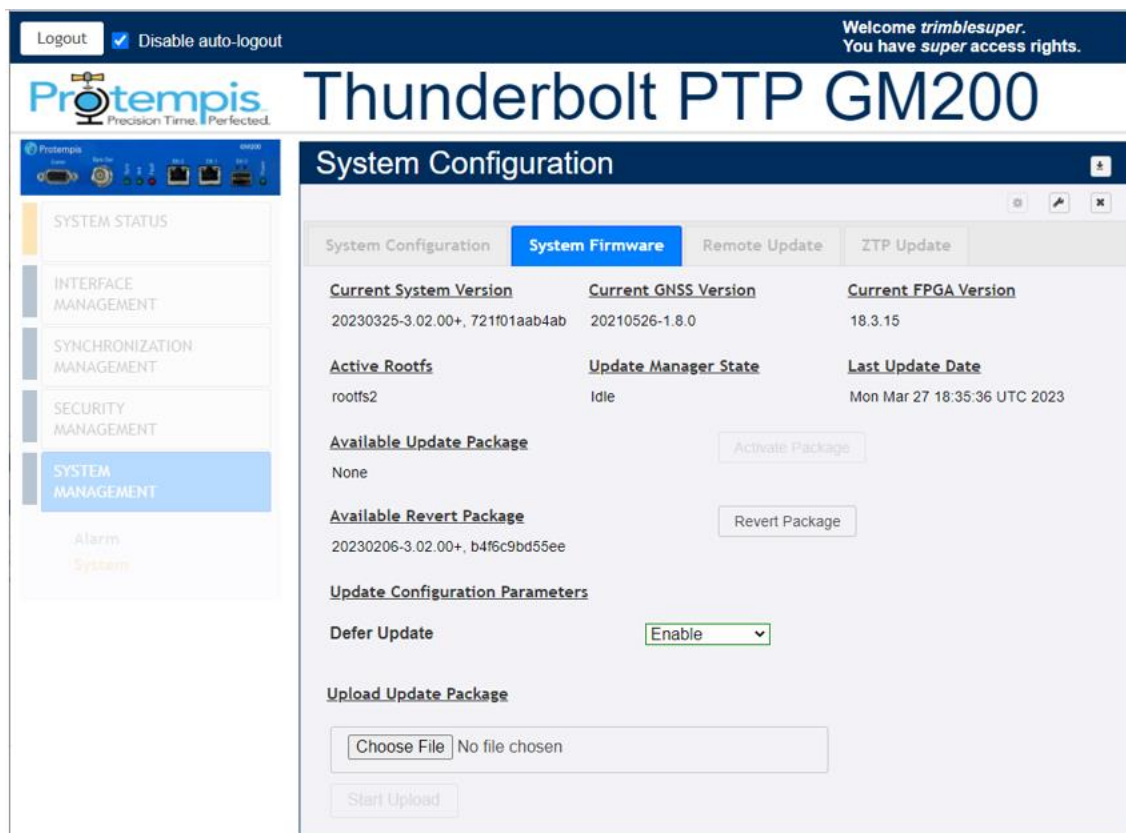 Logout
Disable auto-logout
Welcome trimblesuper.
You have super access rights.
Protempis
Precision Time. Perfected.
Thunderbolt PTP GM200
Protempis
GM200
System Configuration
SYSTEM STATUS
INTERFACE
MANAGEMENT
SYNCHRONIZATION
MANAGEMENT
SECURITY
MANAGEMENT
SYSTEM
MANAGEMENT
Alarm
System
System Configuration
System Firmware
Remote Update
ZTP Update
Current System Version
Current GNSS Version
Current FPGA Version
20230325-3.02.00+, 721f01aab4ab
20210526-1.8.0
18.3.15
Active Rootfs
Update Manager State
Last Update Date
rootfs2
Idle
Mon Mar 27 18:35:36 UTC 2023
Available Update Package
Activate Package
None
Available Revert Package
Revert Package
20230206-3.02.00+, b4f6c9bd55ee
Update Configuration Parameters
Defer Update
Enable
Upload Update Package
Choose File No file chosen
Start Upload